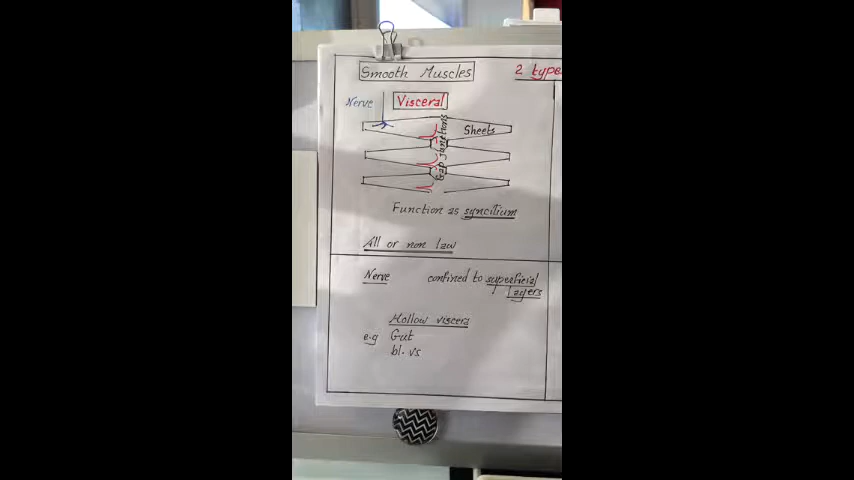 Smooth Muscles
2 type
Nerve
Visceral
Sheets
Gap junctions
Function as syncitium
All or non law
Nerve confined to superficial
layers
Hollow viscera
e.g Gut
bl. vs